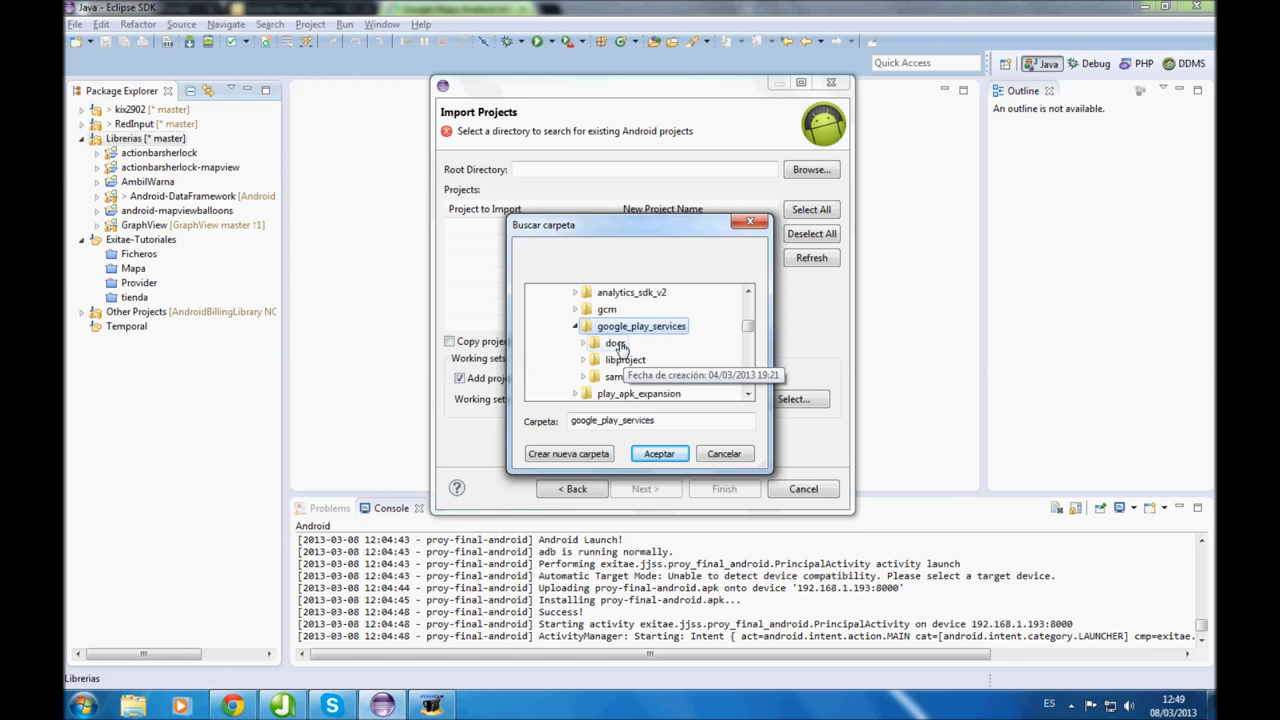 Java - Eclipse SDK
File Edit Refactor Source Navigate Search Project Run Window Help
Quick Access
Java Debug PHP DDMS
Package Explorer
> kix2902 [* master]
> RedInput [* master]
Librerias [* master]
actionbarsherlock
actionbarsherlock-mapview
AmbilWarna
> Android-DataFramework [Android
android-mapviewballoons
GraphView [GraphView master ↑1]
Exitae-Tutoriales
Ficheros
Mapa
Provider
tienda
Other Projects [AndroidBillingLibrary NC
Temporal
Import Projects
Select a directory to search for existing Android projects
Root Directory:
Browse...
Projects:
Project to Import New Project Name
Select All
Deselect All
Refresh
Copy proje
Working sets
Add proj
Working sets
Select...
< Back Next > Finish Cancel
Buscar carpeta
analytics_sdk_v2
gcm
google_play_services
docs
libproject
sam
Fecha de creación: 04/03/2013 19:21
play_apk_expansion
Carpeta: google_play_services
Crear nueva carpeta Aceptar Cancelar
Outline
An outline is not available.
Problems Console
Android
[2013-03-08 12:04:43 - proy-final-android] Android Launch!
[2013-03-08 12:04:43 - proy-final-android] adb is running normally.
[2013-03-08 12:04:43 - proy-final-android] Performing exitae.jjss.proy_final_android.PrincipalActivity activity launch
[2013-03-08 12:04:43 - proy-final-android] Automatic Target Mode: Unable to detect device compatibility. Please select a target device.
[2013-03-08 12:04:44 - proy-final-android] Uploading proy-final-android.apk onto device '192.168.1.193:8000'
[2013-03-08 12:04:45 - proy-final-android] Installing proy-final-android.apk...
[2013-03-08 12:04:48 - proy-final-android] Success!
[2013-03-08 12:04:48 - proy-final-android] Starting activity exitae.jjss.proy_final_android.PrincipalActivity on device 192.168.1.193:8000
[2013-03-08 12:04:48 - proy-final-android] ActivityManager: Starting: Intent { act=android.intent.action.MAIN cat=[android.intent.category.LAUNCHER] cmp=exitae.
Librerias
ES
12:49
08/03/2013